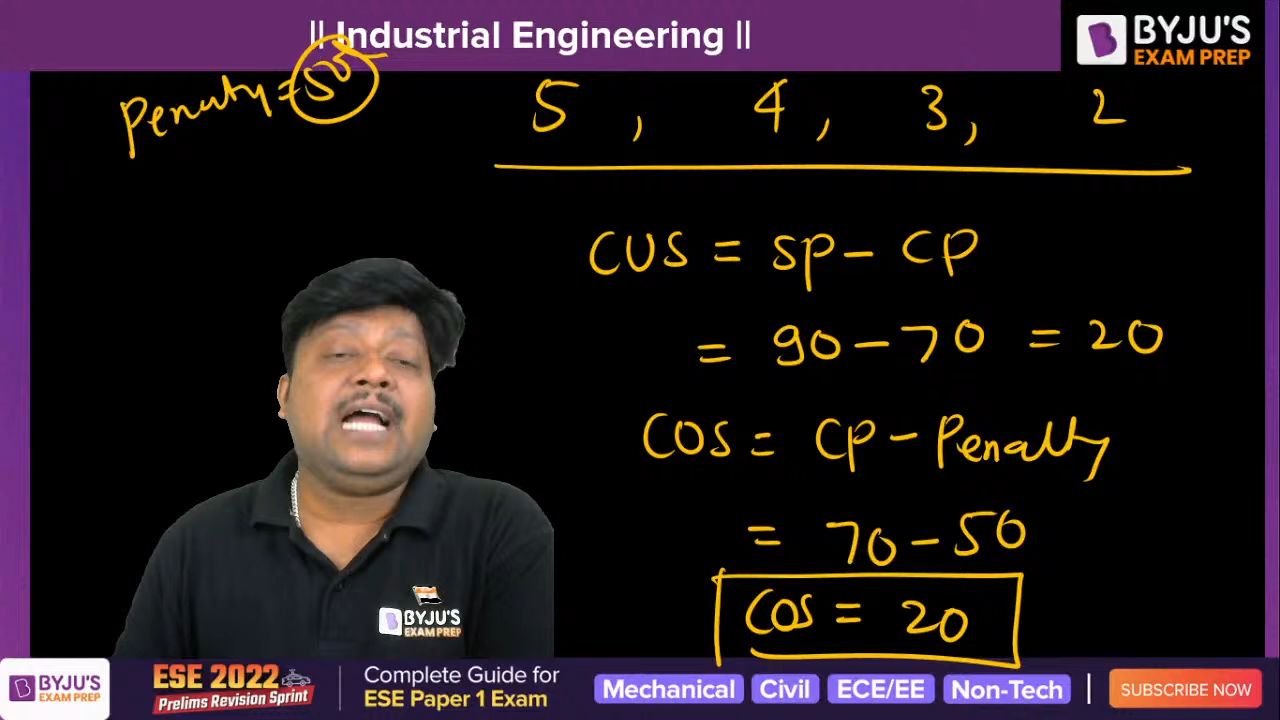 || Industrial Engineering ||
BYJU'S
EXAM PREP
Penalty = 50
5 , 4 , 3 , 2
CUS = SP - CP
= 90 - 70 = 20
COS = CP - Penalty
= 70 - 50
COS = 20
BYJU'S
EXAM PREP
BYJU'S
EXAM PREP
ESE 2022
Prelims Revision Sprint
Complete Guide for
ESE Paper 1 Exam
Mechanical Civil ECE/EE Non-Tech | SUBSCRIBE NOW